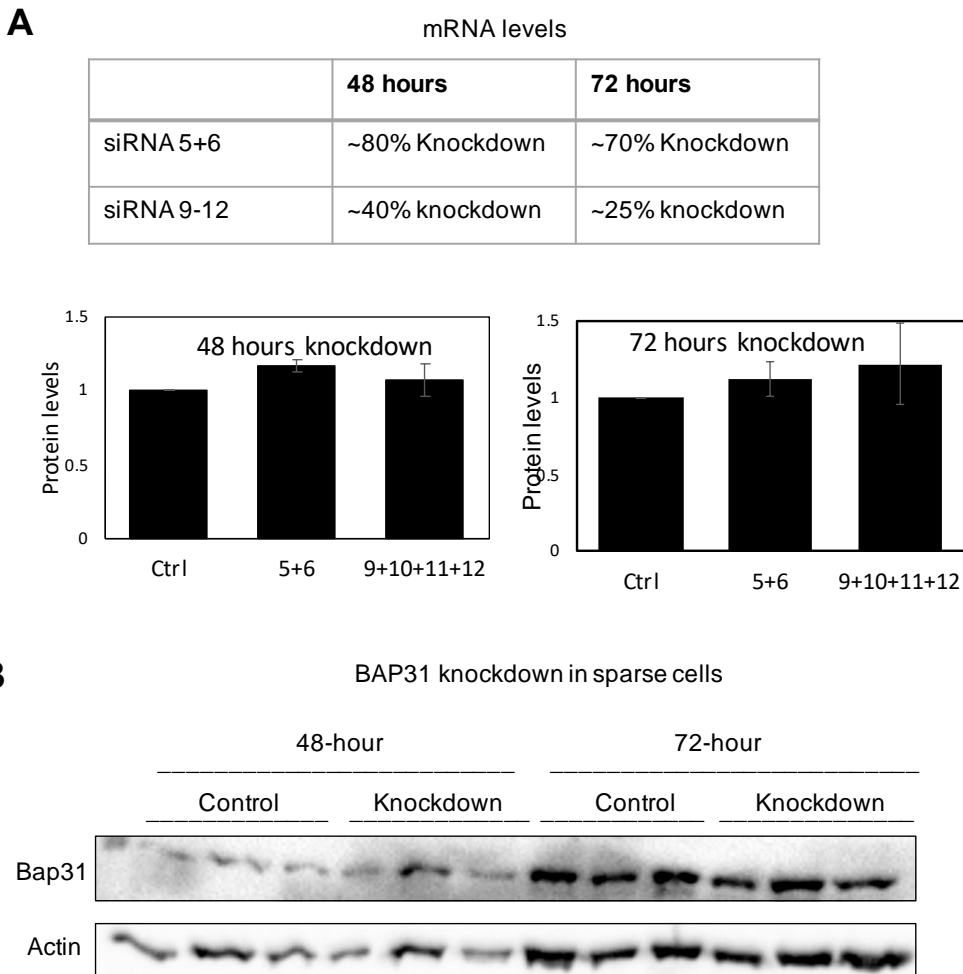 A
mRNA levels
48 hours 72 hours
siRNA 5+6 ~80% Knockdown ~70% Knockdown
siRNA 9-12 ~40% knockdown ~25% knockdown
48 hours knockdown
Protein levels
1.5
1
0.5
0
Ctrl 5+6 9+10+11+12
72 hours knockdown
Protein levels
1.5
1
0.5
0
Ctrl 5+6 9+10+11+12
B
BAP31 knockdown in sparse cells
48-hour 72-hour
Control Knockdown Control Knockdown
Bap31
Actin